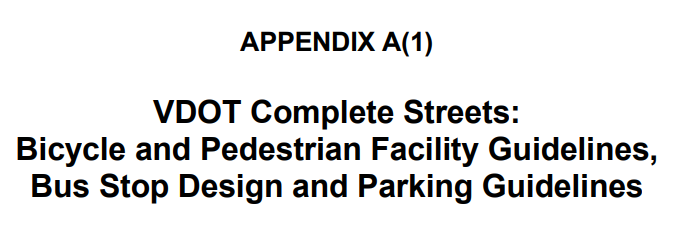 APPENDIX A(1)
VDOT Complete Streets:
Bicycle and Pedestrian Facility Guidelines,
Bus Stop Design and Parking Guidelines